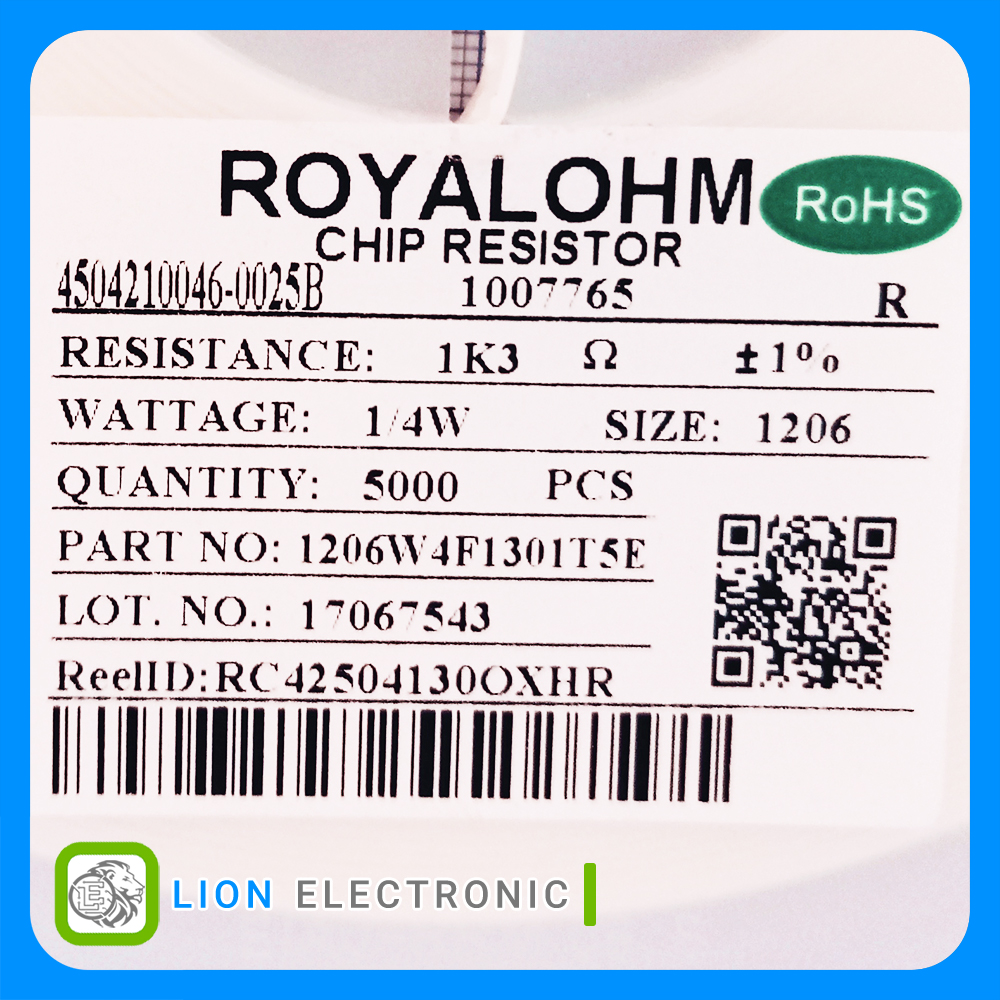 ROYALOHM
RoHS
CHIP RESISTOR
4504210046-0025B 1007765 R
RESISTANCE: 1K3 Ω ±1%
WATTAGE: 1/4W SIZE: 1206
QUANTITY: 5000 PCS
PART NO: 1206W4F1301T5E
LOT. NO.: 17067543
ReelID:RC42504130OXHR
LE
LION ELECTRONIC